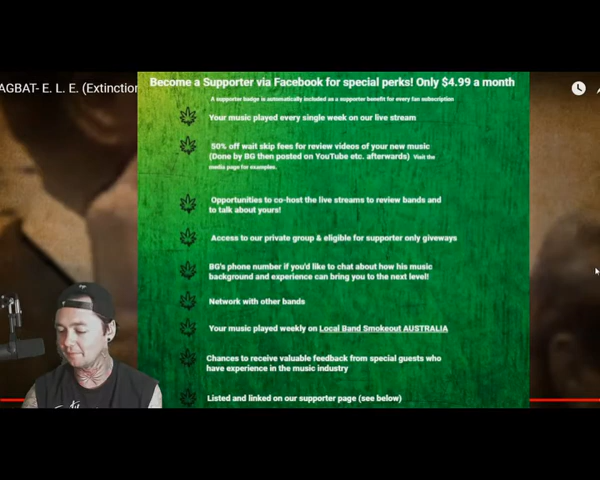 AGBAT- E. L. E. (Extinction
Become a Supporter via Facebook for special perks! Only $4.99 a month
A supporter badge is automatically included as a supporter benefit for every fan subscription
Your music played every single week on our live stream
50% off wait skip fees for review videos of your new music
(Done by BG then posted on YouTube etc. afterwards) Visit the
media page for examples.
Opportunities to co-host the live streams to review bands and
to talk about yours!
Access to our private group & eligible for supporter only giveways
BG's phone number if you'd like to chat about how his music
background and experience can bring you to the next level!
Network with other bands
Your music played weekly on Local Band Smokeout AUSTRALIA
Chances to receive valuable feedback from special guests who
have experience in the music industry
Listed and linked on our supporter page (see below)